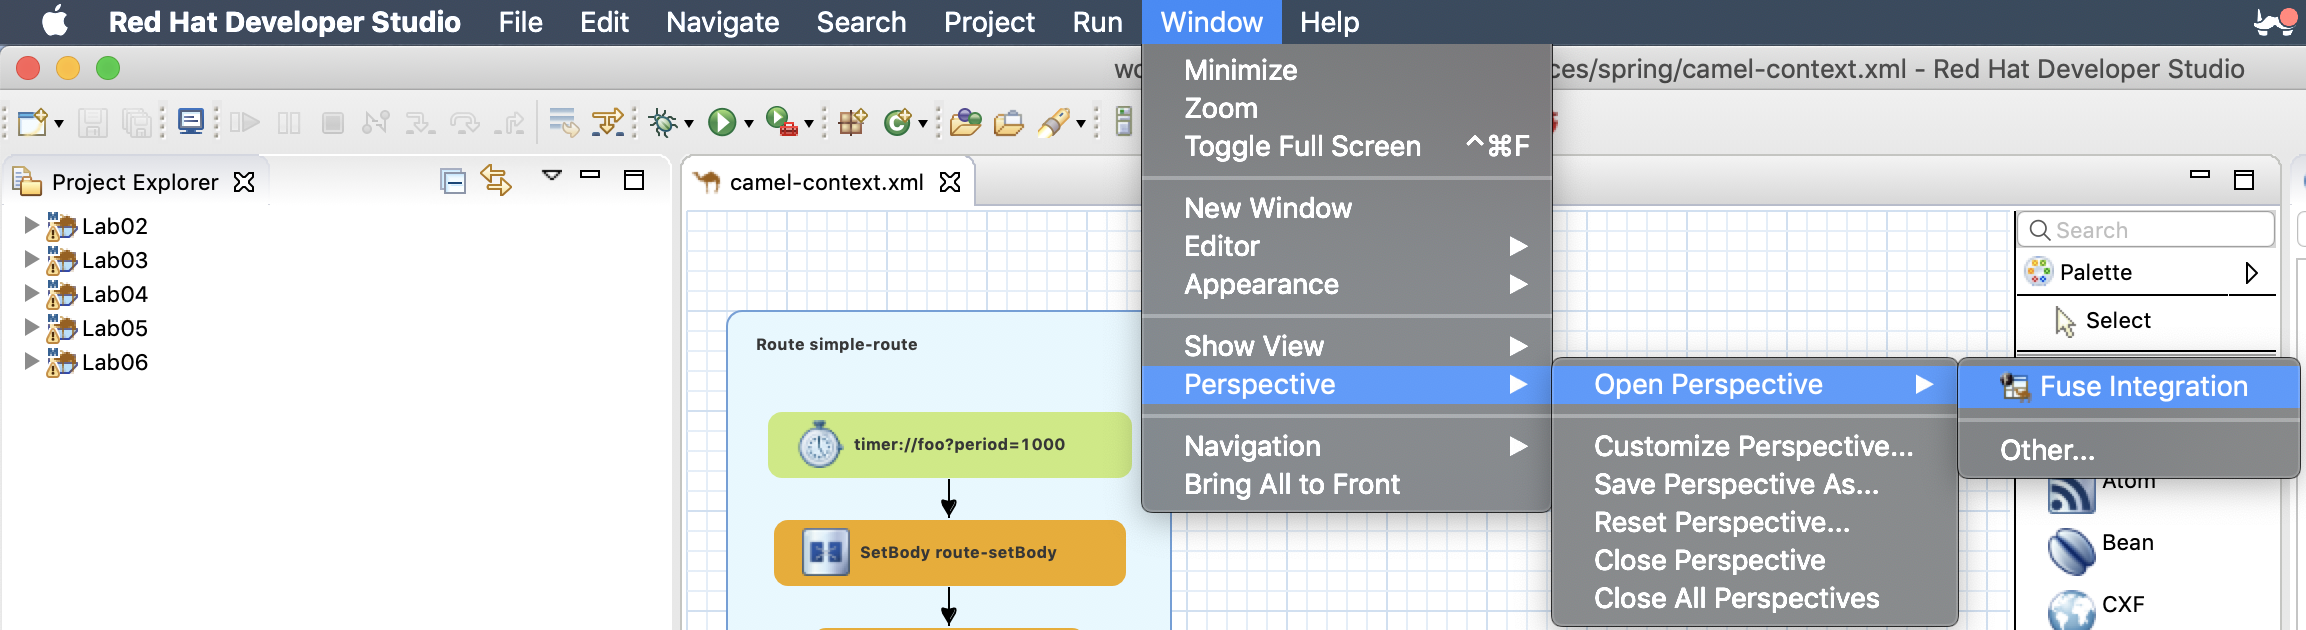 Red Hat Developer Studio File Edit Navigate Search Project Run Window Help
ces/spring/camel-context.xml - Red Hat Developer Studio
Project Explorer
Lab02
Lab03
Lab04
Lab05
Lab06
camel-context.xml
Route simple-route
timer://foo?period=1000
SetBody route-setBody
Minimize
Zoom
Toggle Full Screen ^⌘F
New Window
Editor
Appearance
Show View
Perspective
Navigation
Bring All to Front
Open Perspective
Customize Perspective...
Save Perspective As...
Reset Perspective...
Close Perspective
Close All Perspectives
Fuse Integration
Other...
Search
Palette
Select
Atom
Bean
CXF